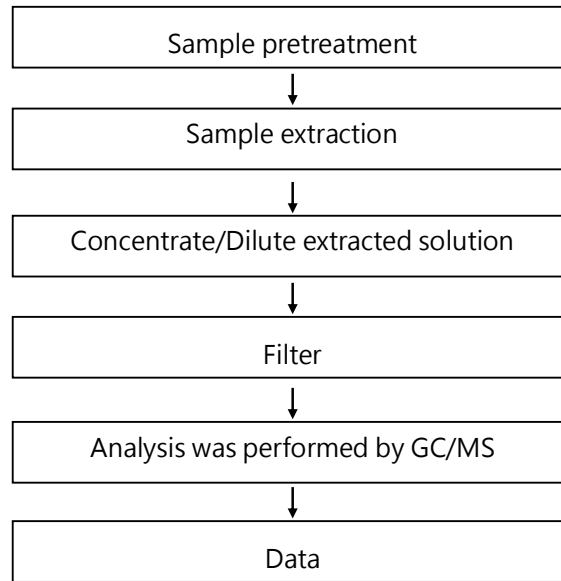 Sample pretreatment
Sample extraction
Concentrate/Dilute extracted solution
Filter
Analysis was performed by GC/MS
Data